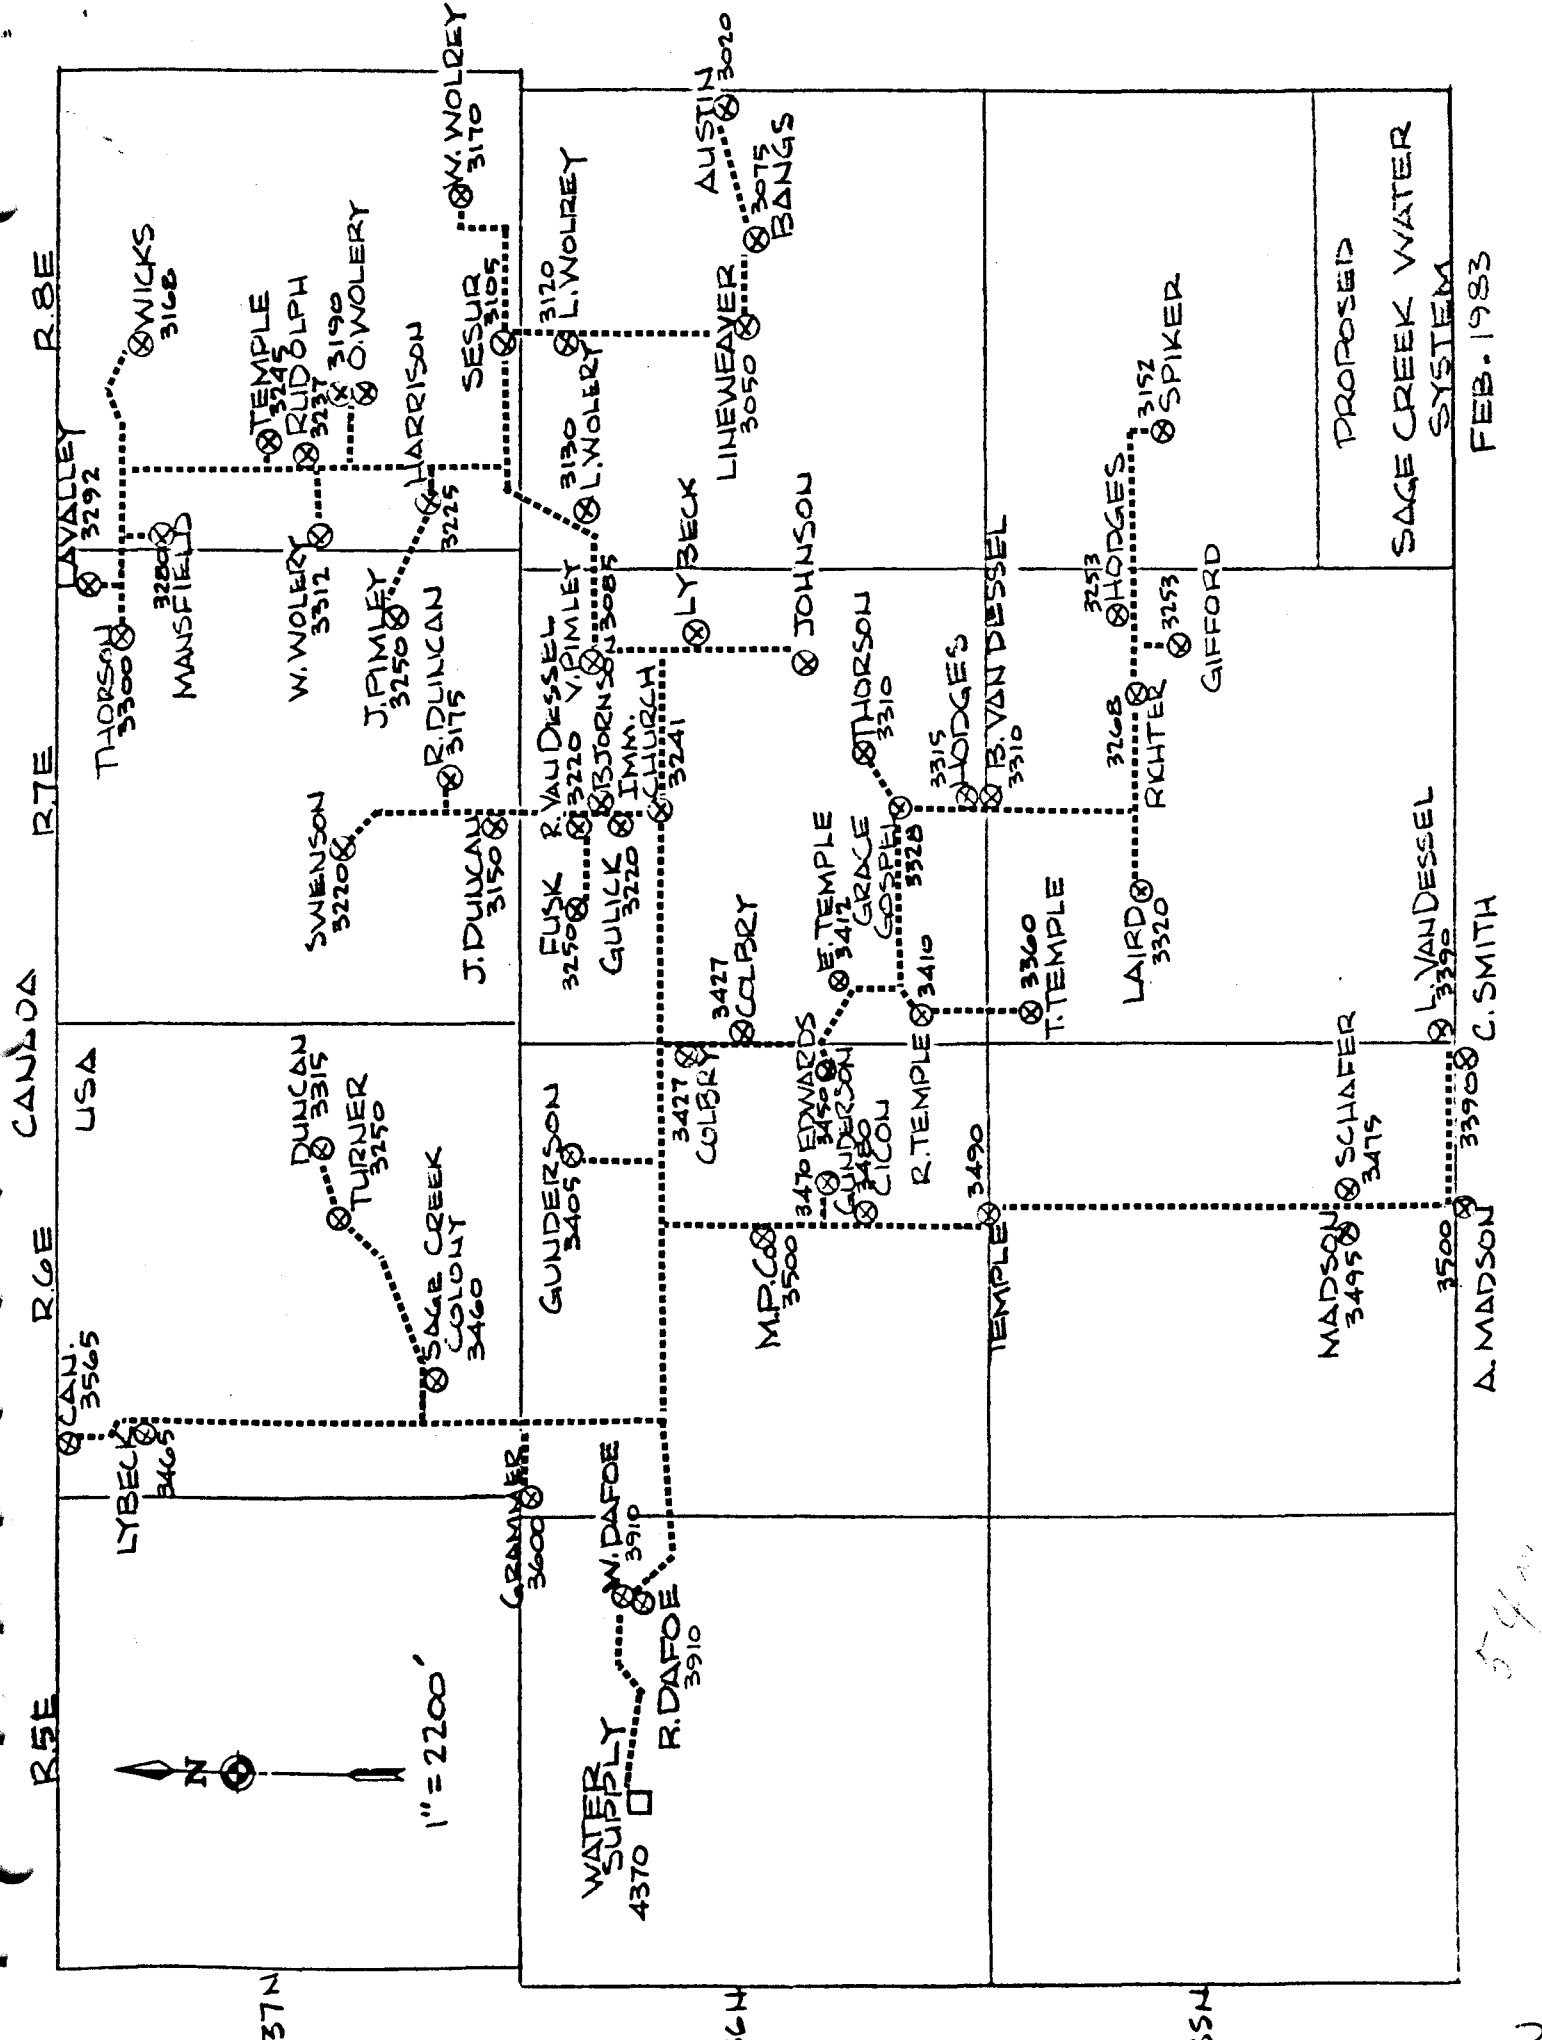 R.5E
R.6E
CANADA
USA
R.7E
R.8E
37N
1" = 2200'
N
CAN.
3565
LYBECK
3465
DUNCAN
3315
TURNER
3250
SAGE CREEK
COLONY
3460
GRAMMER
3600
THORSON
3300
LAVALLEY
3292
3280
MANSFIELD
WICKS
3168
TEMPLE
3245
RUDOLPH
3237
3190
O.WOLERY
W.WOLERY
3312
HARRISON
3225
J.PIMLEY
3250
R.DUNCAN
3175
SWENSON
3220
J.DUNCAN
3150
W.WOLREY
3170
SESUR
3105
3120
L.WOLREY
3130
L.WOLERY
WATER
SUPPLY
4370
W.DAFOE
3910
R.DAFOE
3910
GUNDERSON
3405
FUSK
3250
R.VANDESSEL
3220
V.PIMLEY
3085
BJORNSON
GULICK
3220
IMM.
CHURCH
3241
LYBECK
JOHNSON
LINEWEAVER
3050
AUSTIN
3020
3075
BANGS
3427
COLBRY
3427
COLBRY
M.P.CO
3500
3470
EDWARDS
3450
GUNDERSON
3480
CICON
E.TEMPLE
3412
GRACE
GOSPEL
3328
THORSON
3310
R.TEMPLE
3410
3315
HODGES
B.VANDESSEL
3310
3360
T.TEMPLE
TEMPLE
3490
LAIRD
3320
3268
RICHTER
3253
HODGES
3253
GIFFORD
3152
SPIKER
MADSON
3495
SCHAFER
3475
3500
A.MADSON
3390
C.SMITH
L.VANDESSEL
3390
PROPOSED
SAGE CREEK WATER
SYSTEM
FEB. 1983